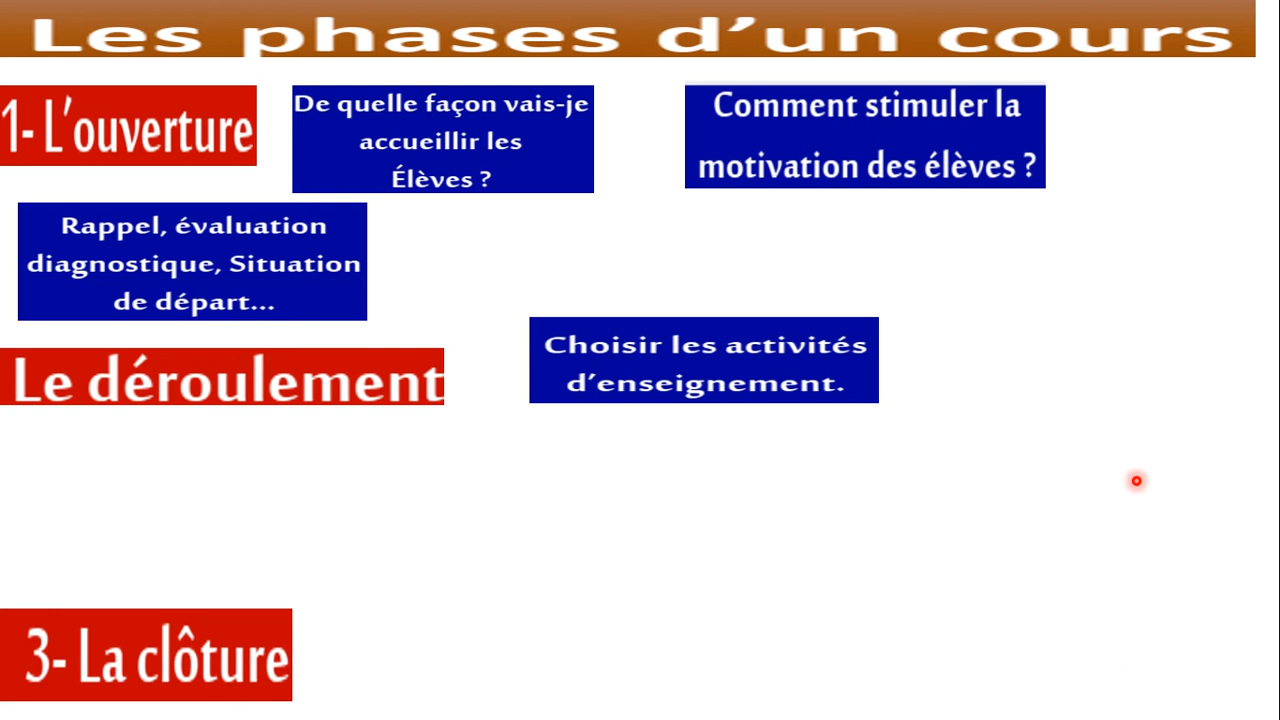 Les phases d'un cours
1- L'ouverture
De quelle façon vais-je
accueillir les
Élèves ?
Comment stimuler la
motivation des élèves ?
Rappel, évaluation
diagnostique, Situation
de départ...
Le déroulement
Choisir les activités
d'enseignement.
3- La clôture